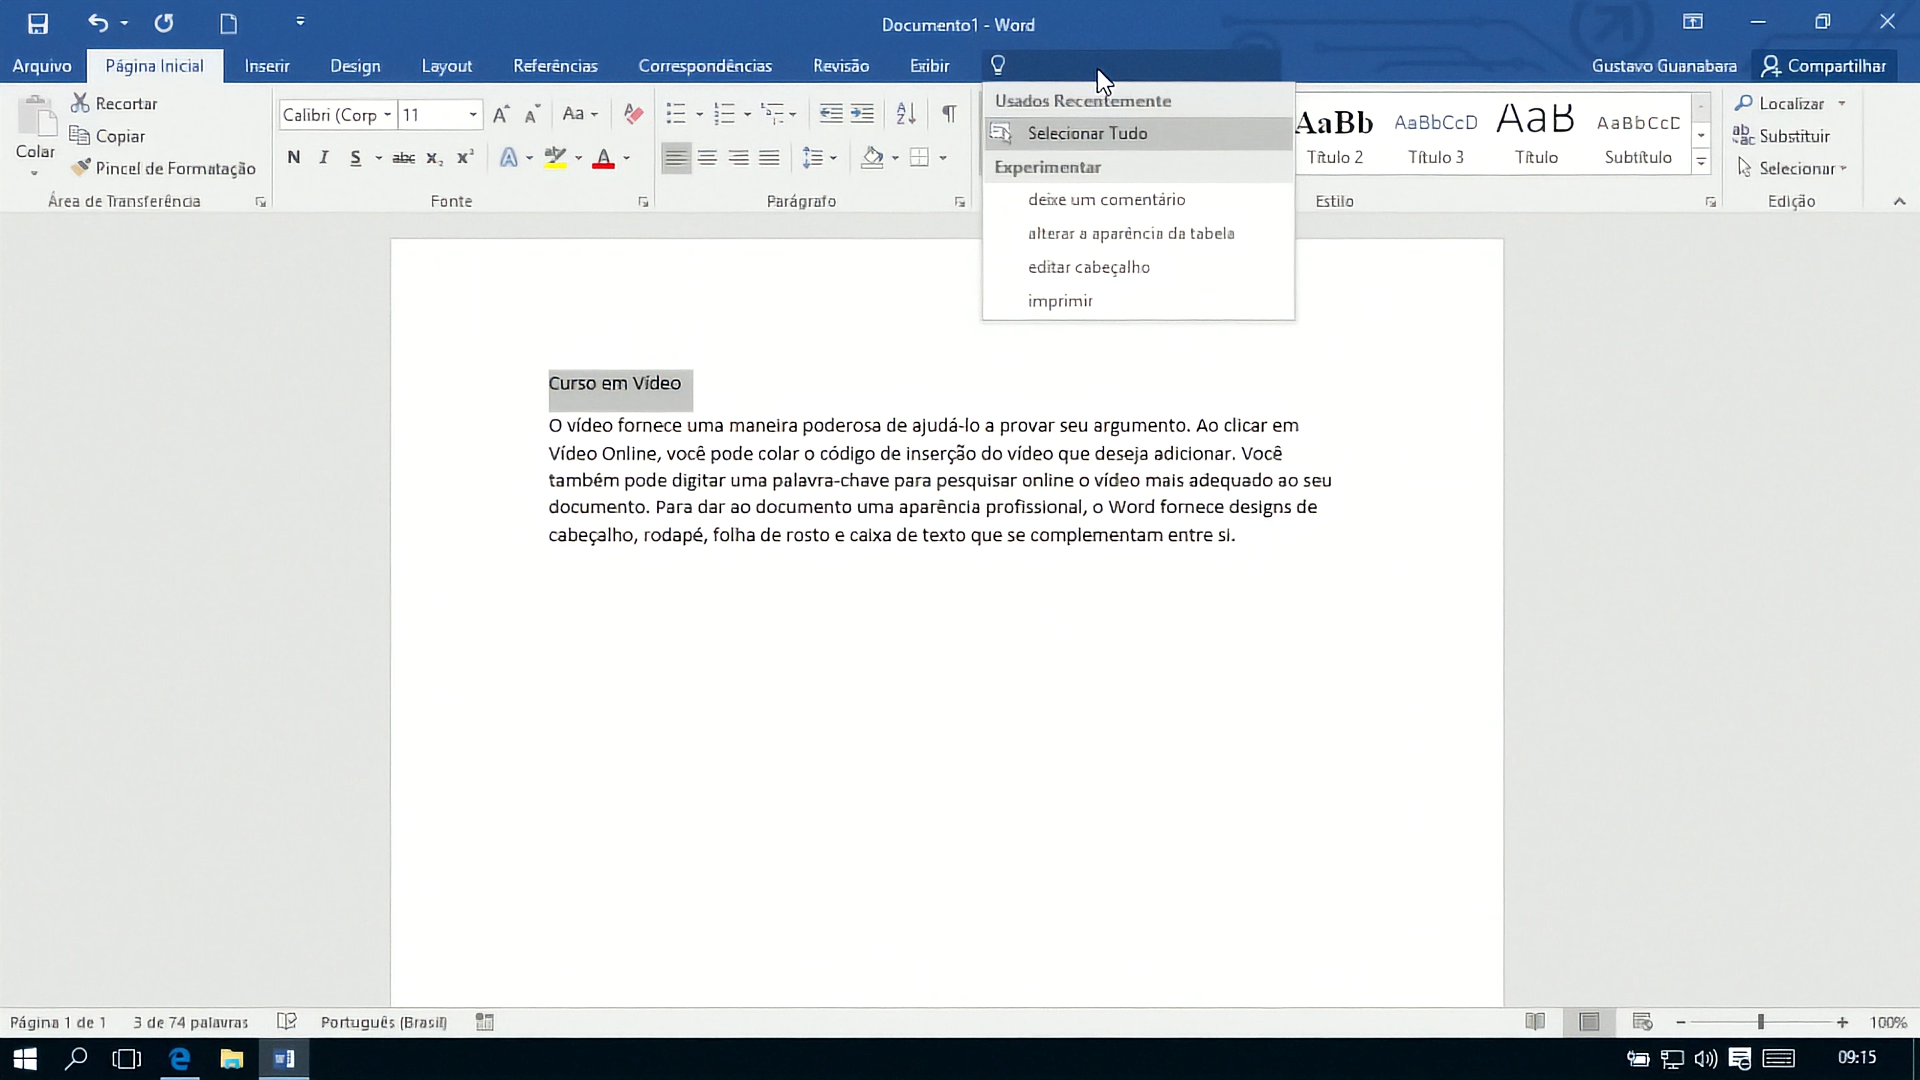 Documento1 - Word
Arquivo Página Inicial Inserir Design Layout Referências Correspondências Revisão Exibir Gustavo Guanabara Compartilhar
Colar
Recortar
Copiar
Pincel de Formatação
Área de Transferência
Calibri (Corp 11
Aa
N I S abc x₂ x² A ab A
Fonte
Parágrafo
Usados Recentemente
Selecionar Tudo
Experimentar
deixe um comentário
alterar a aparência da tabela
editar cabeçalho
imprimir
AaBb AaBbCcD AaB AaBbCcD
Título 2 Título 3 Título Subtítulo
Estilo
Localizar
Substituir
Selecionar
Edição
Curso em Vídeo
O vídeo fornece uma maneira poderosa de ajudá-lo a provar seu argumento. Ao clicar em
Vídeo Online, você pode colar o código de inserção do vídeo que deseja adicionar. Você
também pode digitar uma palavra-chave para pesquisar online o vídeo mais adequado ao seu
documento. Para dar ao documento uma aparência profissional, o Word fornece designs de
cabeçalho, rodapé, folha de rosto e caixa de texto que se complementam entre si.
Página 1 de 1 3 de 74 palavras Português (Brasil) 100%
09:15